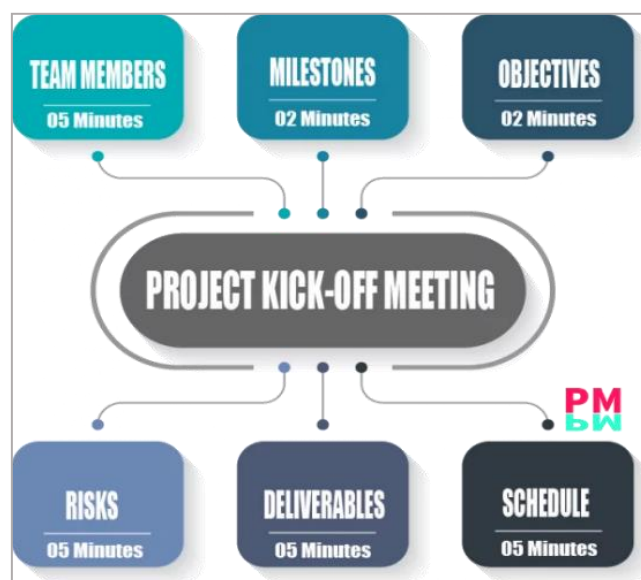 TEAM MEMBERS
05 Minutes
MILESTONES
02 Minutes
OBJECTIVES
02 Minutes
PROJECT KICK-OFF MEETING
PM
PM
RISKS
05 Minutes
DELIVERABLES
05 Minutes
SCHEDULE
05 Minutes